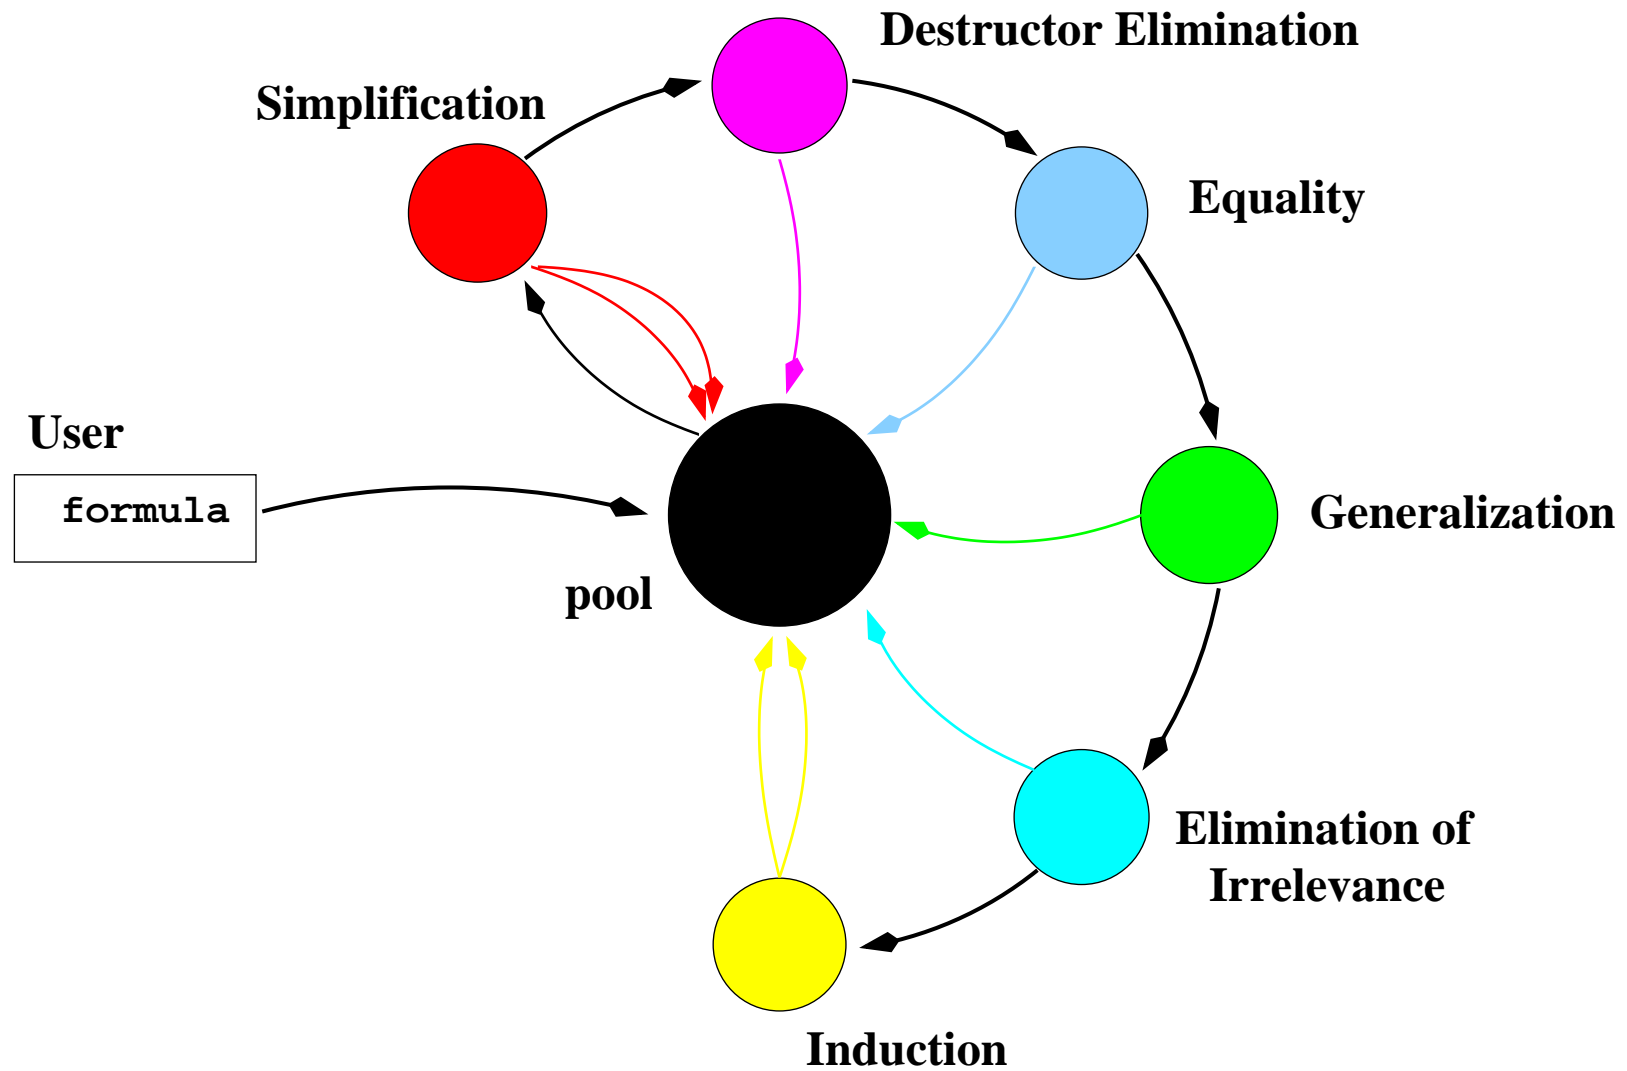 Destructor Elimination
Simplification
Equality
User
formula
Generalization
pool
Elimination of
Irrelevance
Induction